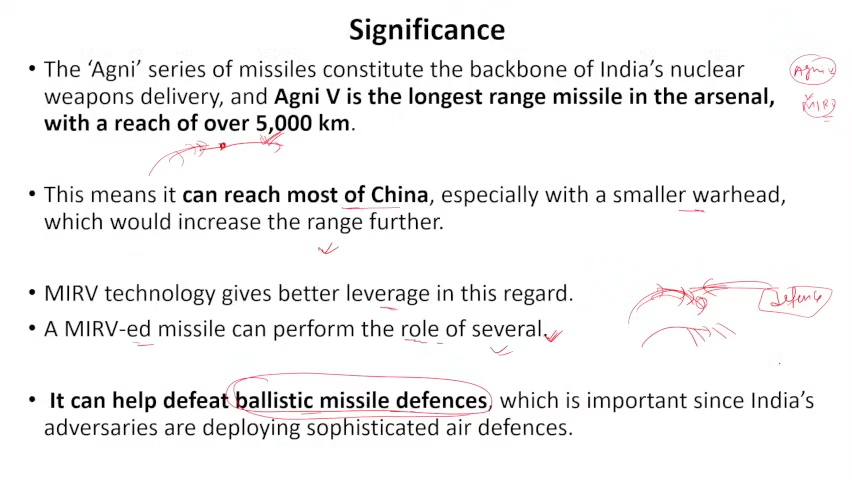 Significance
• The ‘Agni’ series of missiles constitute the backbone of India’s nuclear
weapons delivery, and Agni V is the longest range missile in the arsenal,
with a reach of over 5,000 km.
Agni V
MIRV
• This means it can reach most of China, especially with a smaller warhead,
which would increase the range further.
• MIRV technology gives better leverage in this regard.
defence
• A MIRV-ed missile can perform the role of several.
• It can help defeat ballistic missile defences, which is important since India’s
adversaries are deploying sophisticated air defences.